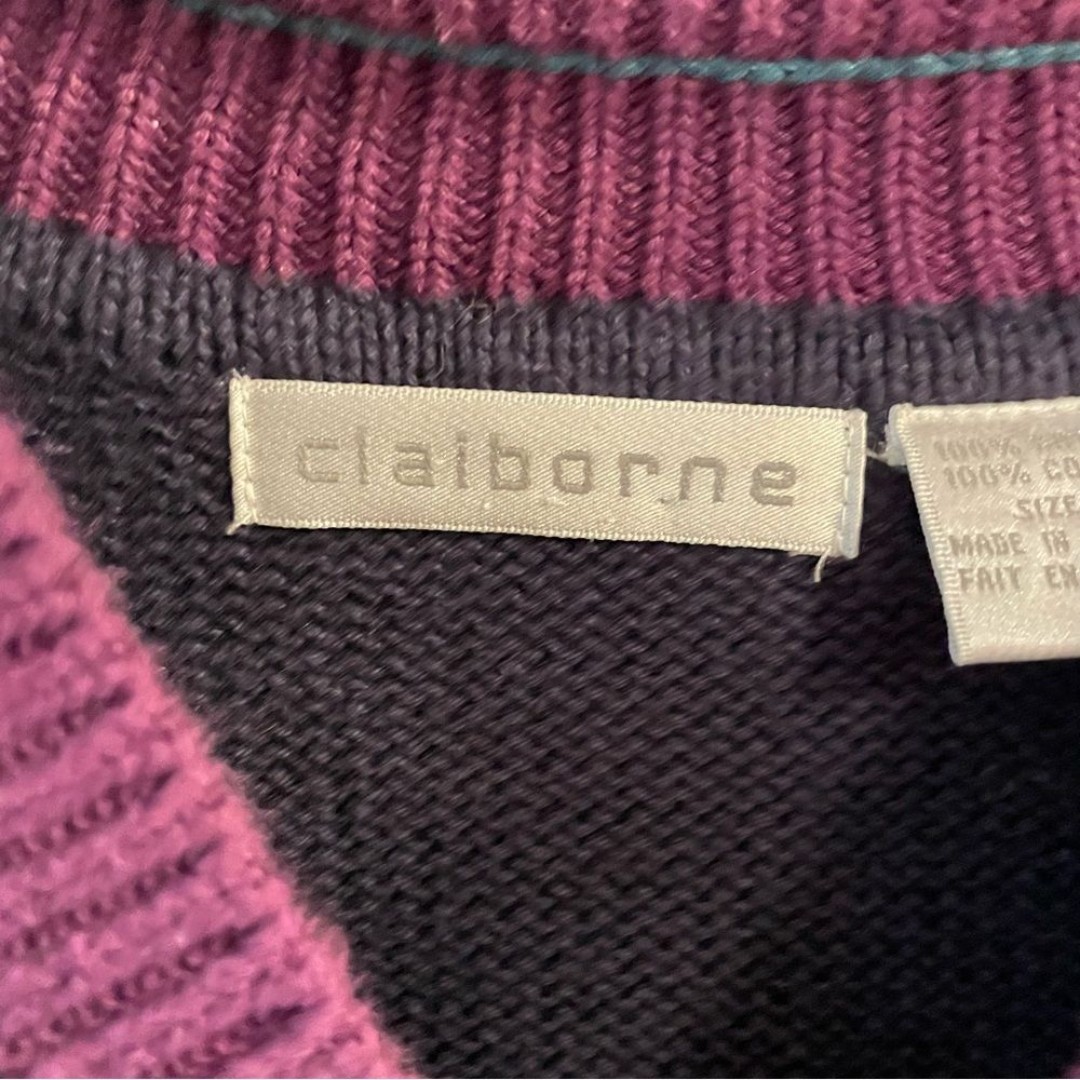 claiborne
100%
100% CO
SIZE
MADE IN
FAIT EN